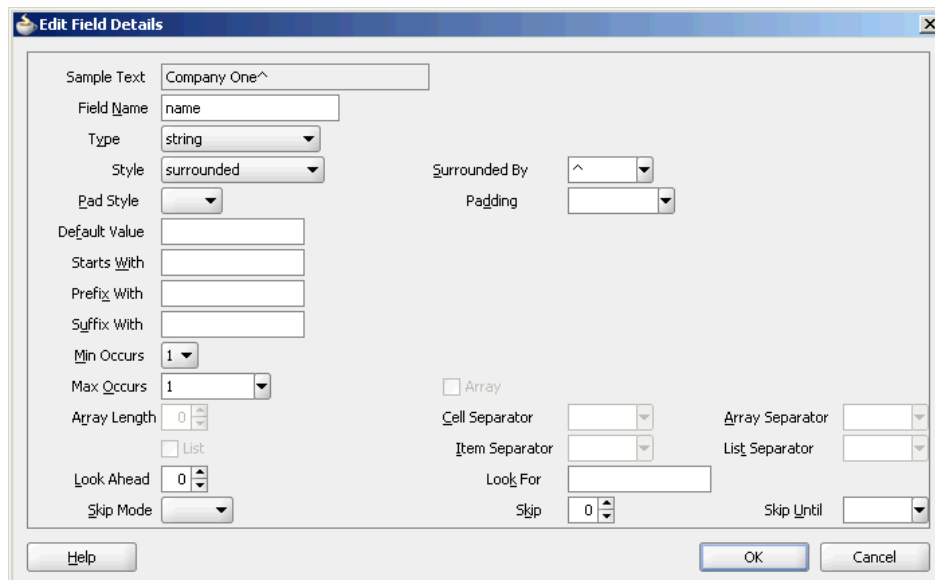 Edit Field Details
Sample Text Company One^
Field Name name
Type string
Style surrounded Surrounded By ^
Pad Style Padding
Default Value
Starts With
Prefix With
Suffix With
Min Occurs 1
Max Occurs 1 Array
Array Length 0 Cell Separator Array Separator
List Item Separator List Separator
Look Ahead 0 Look For
Skip Mode Skip 0 Skip Until
Help OK Cancel